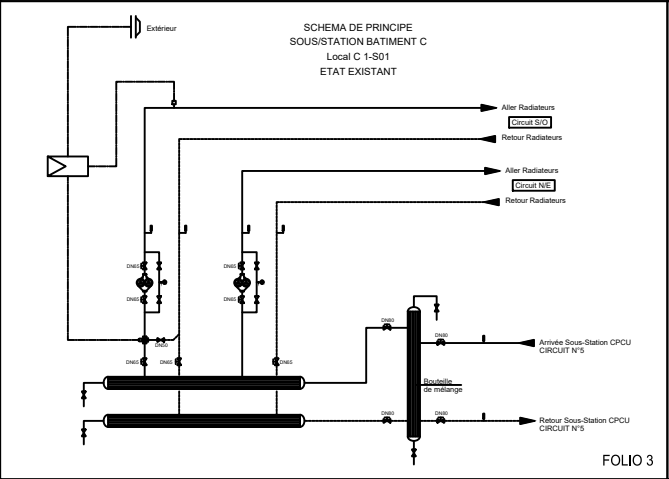 SCHEMA DE PRINCIPE
SOUS/STATION BATIMENT C
Local C 1-S01
ETAT EXISTANT
Extérieur
Aller Radiateurs
Circuit S/O
Retour Radiateurs
Aller Radiateurs
Circuit N/E
Retour Radiateurs
DN65
DN65
DN65
DN65
DN50
DN65
DN65
DN65
DN80
DN80
Arrivée Sous-Station CPCU
CIRCUIT N°5
Bouteille
de mélange
DN80
DN80
Retour Sous-Station CPCU
CIRCUIT N°5
FOLIO 3